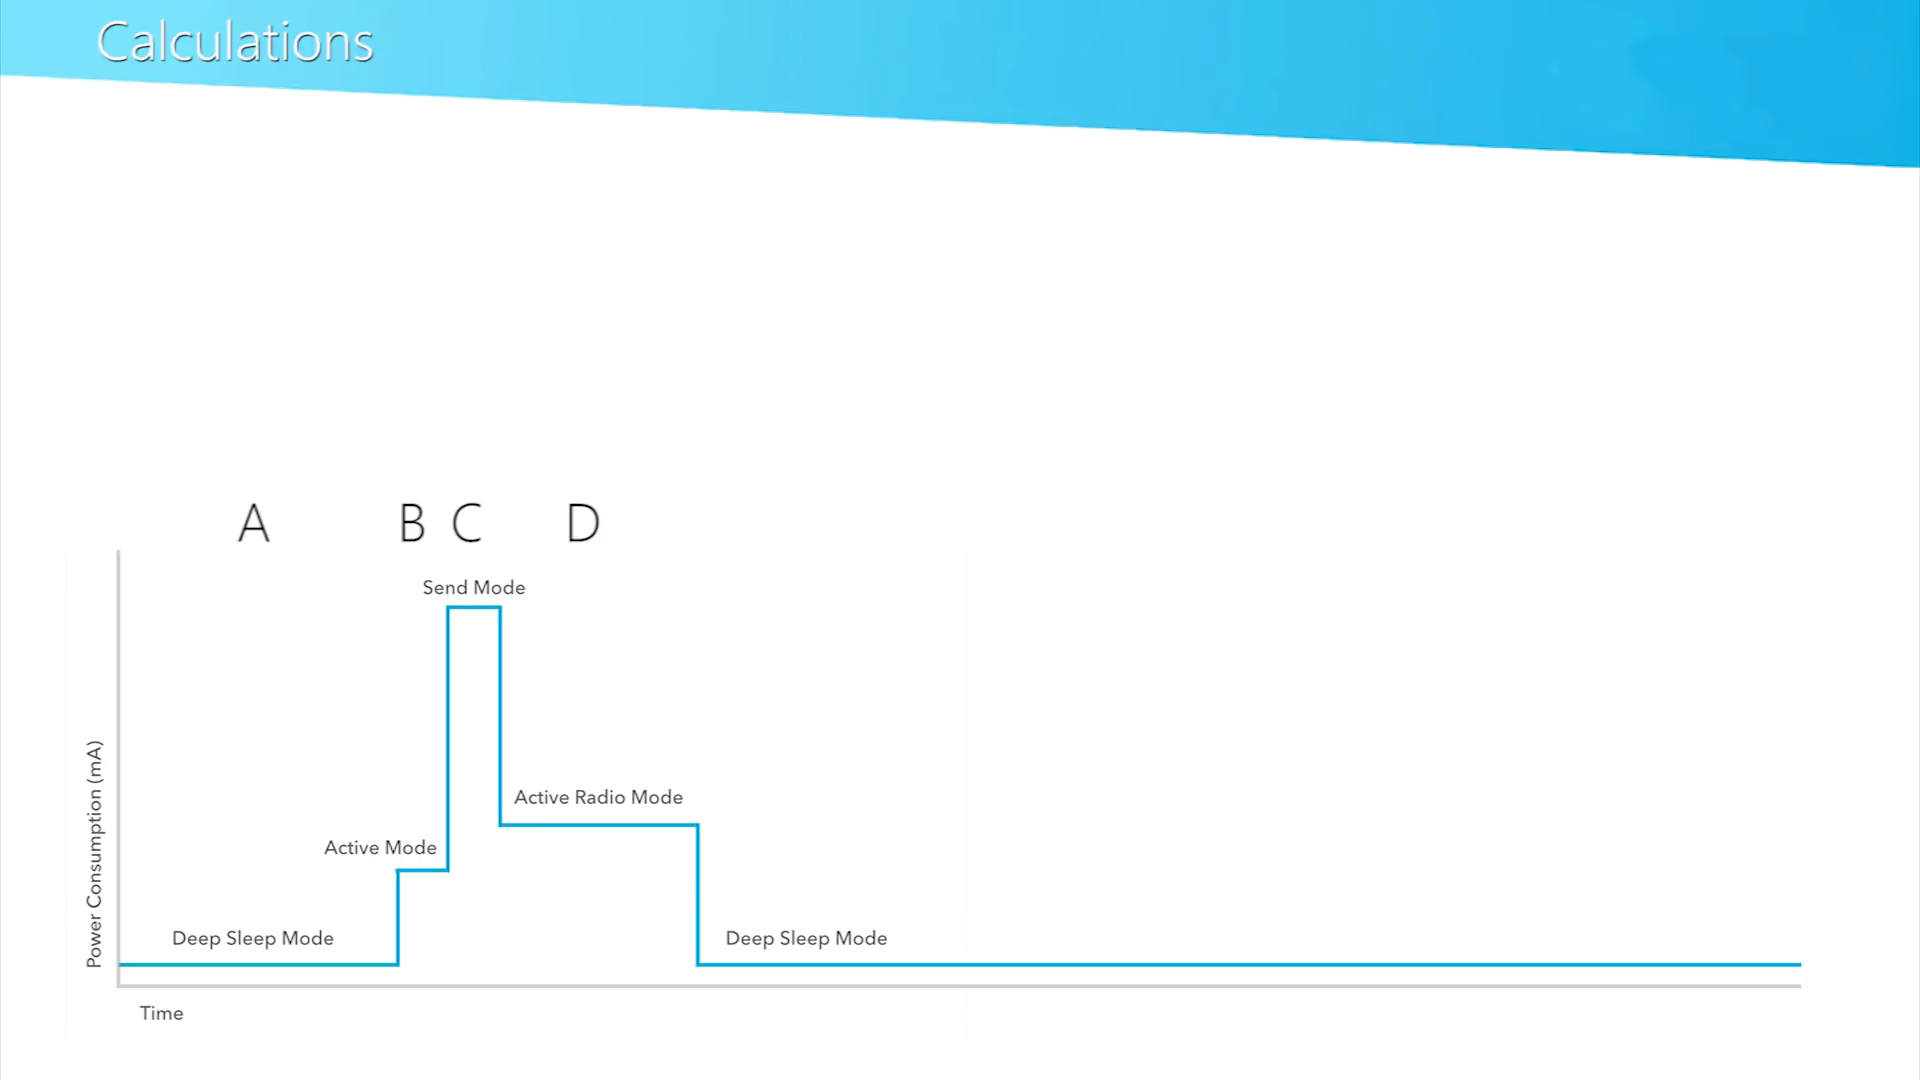 Calculations
A B C D
Send Mode
Active Radio Mode
Active Mode
Deep Sleep Mode
Deep Sleep Mode
Power Consumption (mA)
Time